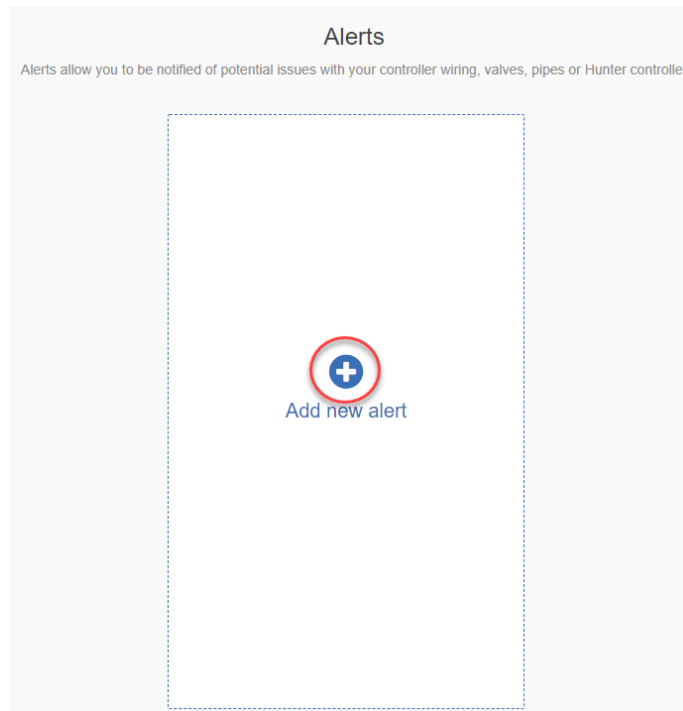 Alerts
Alerts allow you to be notified of potential issues with your controller wiring, valves, pipes or Hunter controlle
Add new alert